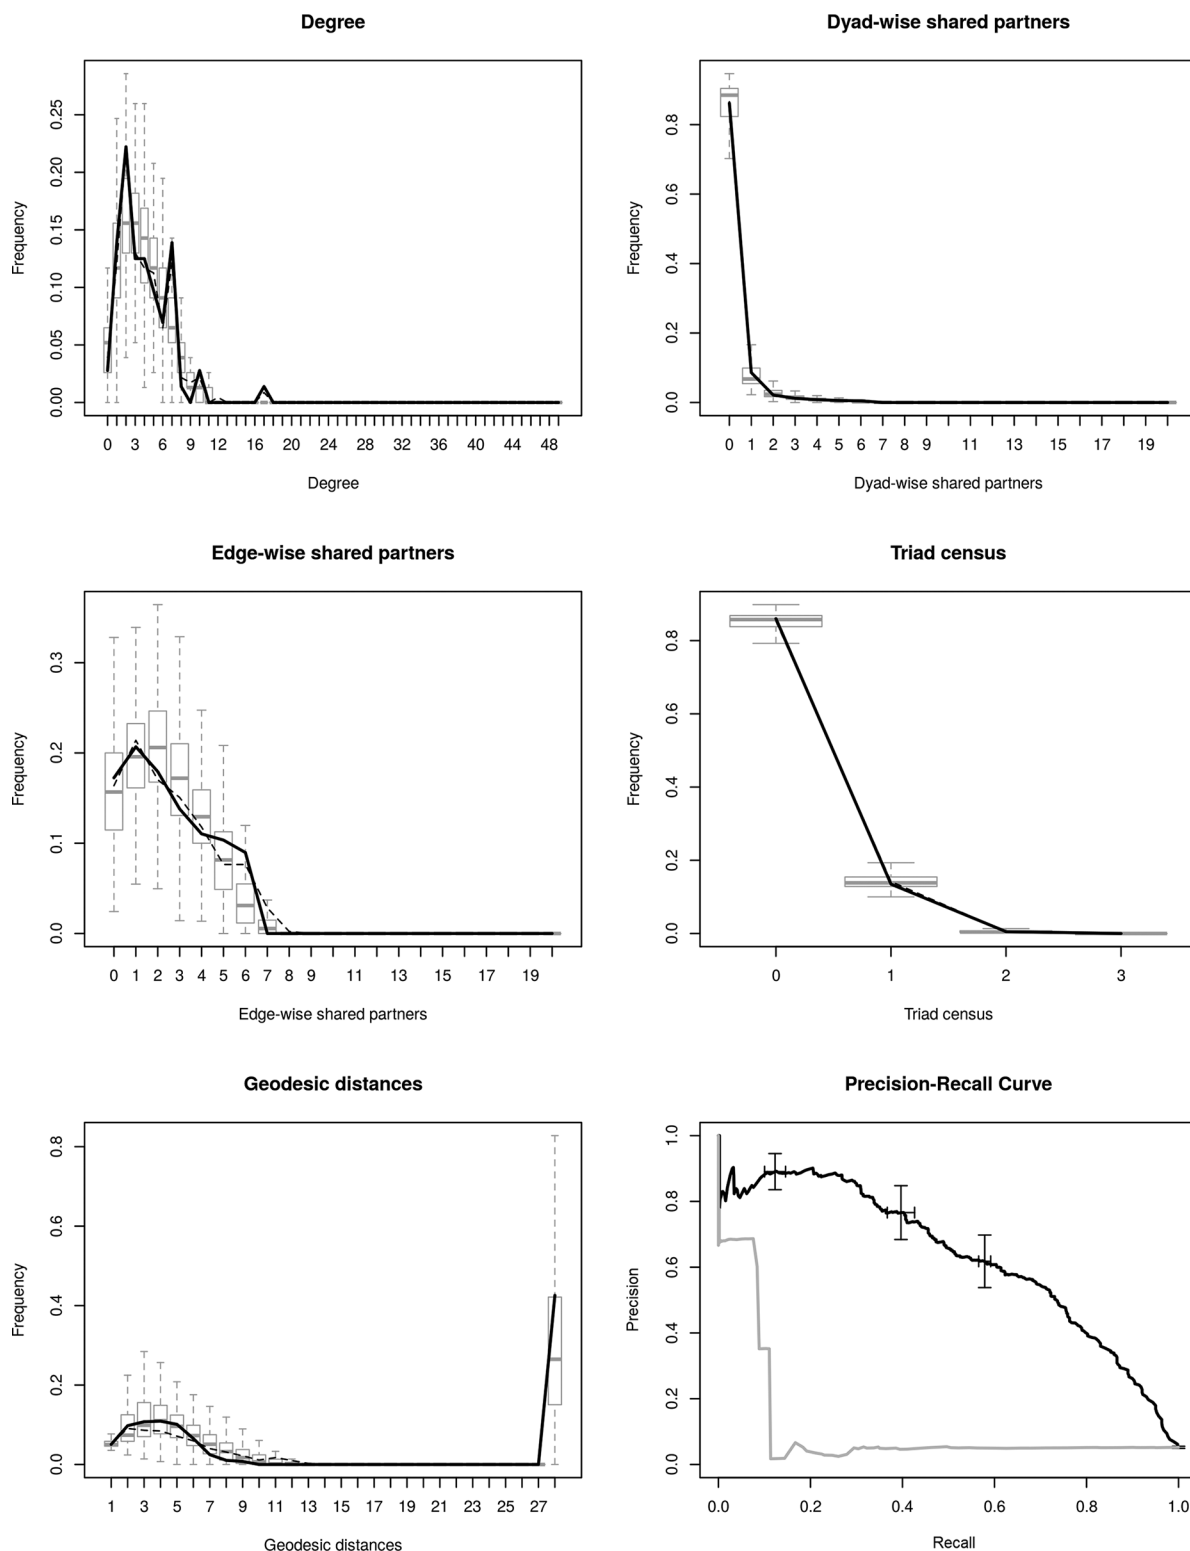 Degree
Frequency
0.00 0.05 0.10 0.15 0.20 0.25
0 3 6 9 12 16 20 24 28 32 36 40 44 48
Degree
Dyad-wise shared partners
Frequency
0.0 0.2 0.4 0.6 0.8
0 1 2 3 4 5 6 7 8 9 11 13 15 17 19
Dyad-wise shared partners
Edge-wise shared partners
Frequency
0.0 0.1 0.2 0.3
0 1 2 3 4 5 6 7 8 9 11 13 15 17 19
Edge-wise shared partners
Triad census
Frequency
0.0 0.2 0.4 0.6 0.8
0 1 2 3
Triad census
Geodesic distances
Frequency
0.0 0.2 0.4 0.6 0.8
1 3 5 7 9 11 13 15 17 19 21 23 25 27
Geodesic distances
Precision-Recall Curve
Precision
0.0 0.2 0.4 0.6 0.8 1.0
0.0 0.2 0.4 0.6 0.8 1.0
Recall